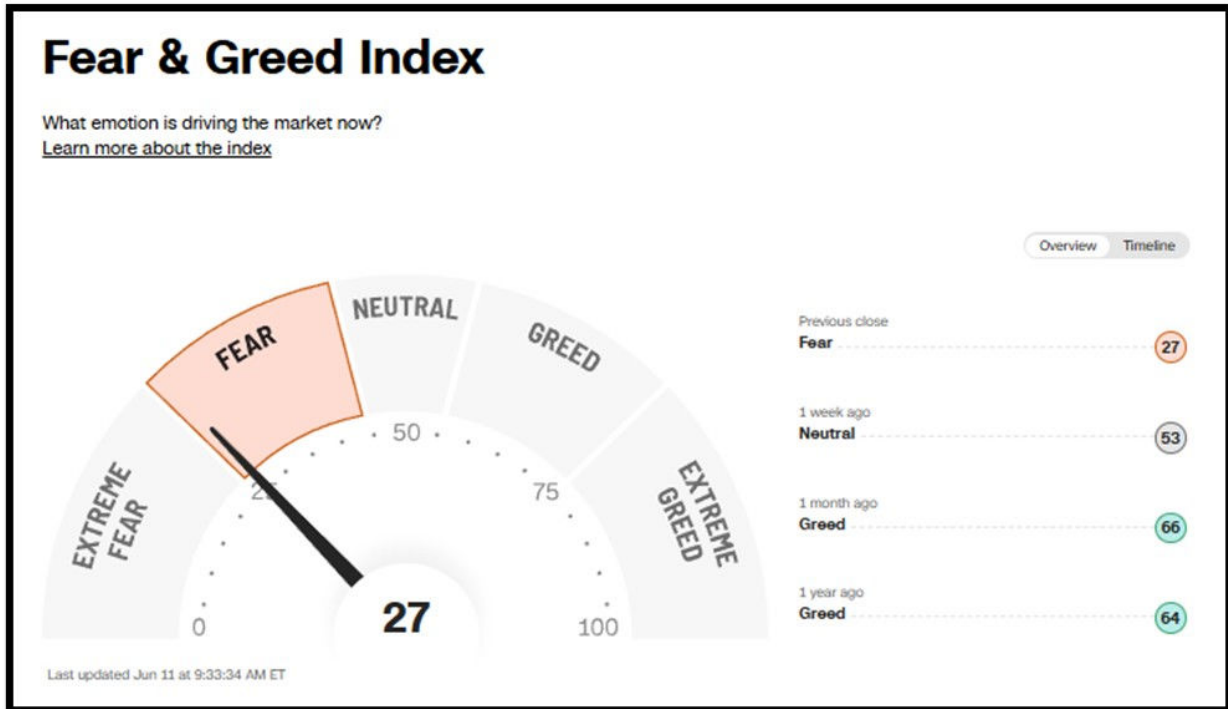 Fear & Greed Index
What emotion is driving the market now?
Learn more about the index
Overview Timeline
EXTREME
FEAR
FEAR
NEUTRAL
GREED
EXTREME
GREED
0
25
50
75
100
27
Previous close
Fear 27
1 week ago
Neutral 53
1 month ago
Greed 66
1 year ago
Greed 64
Last updated Jun 11 at 9:33:34 AM ET